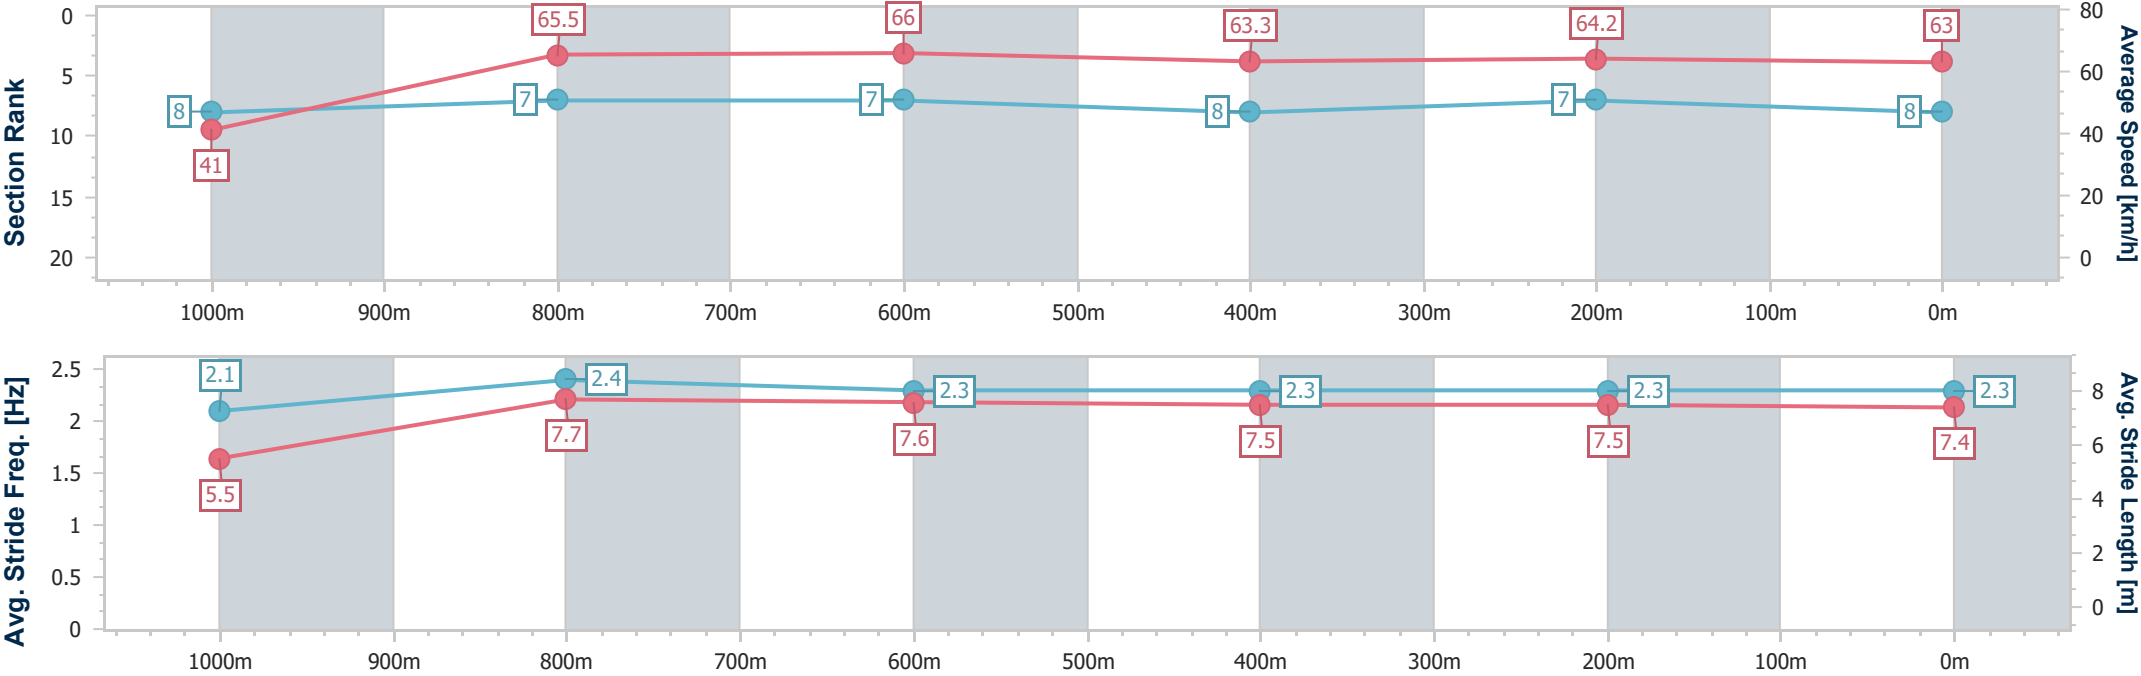 Section Rank
Average Speed [km/h]
0
5
10
15
20
80
60
40
20
0
65.5
66
63.3
64.2
63
41
8
7
7
8
7
8
1000m
900m
800m
700m
600m
500m
400m
300m
200m
100m
0m
Avg. Stride Freq. [Hz]
Avg. Stride Length [m]
2.5
2
1.5
1
0.5
0
8
6
4
2
0
2.1
2.4
2.3
2.3
2.3
2.3
5.5
7.7
7.6
7.5
7.5
7.4
1000m
900m
800m
700m
600m
500m
400m
300m
200m
100m
0m